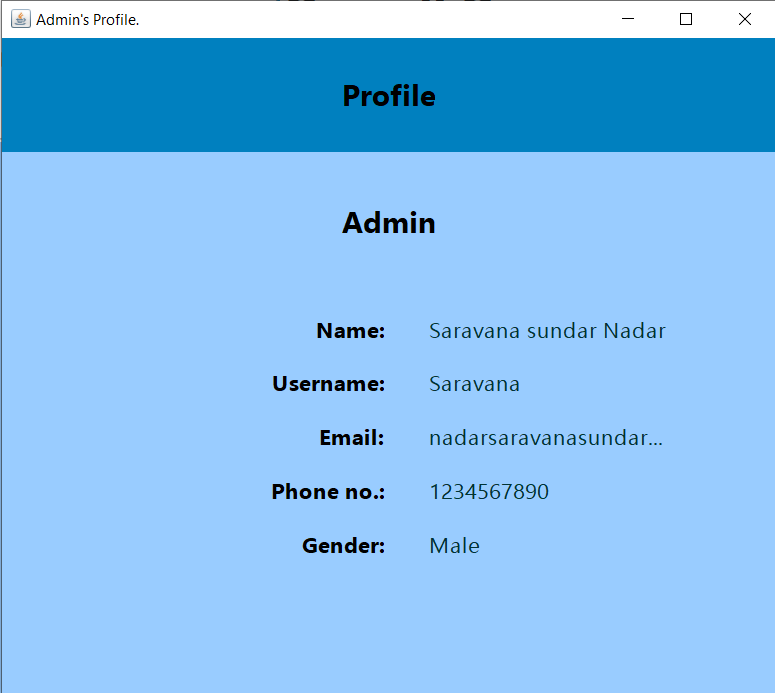 Admin's Profile.
Profile
Admin
Name: Saravana sundar Nadar
Username: Saravana
Email: nadarsaravanasundar...
Phone no.: 1234567890
Gender: Male